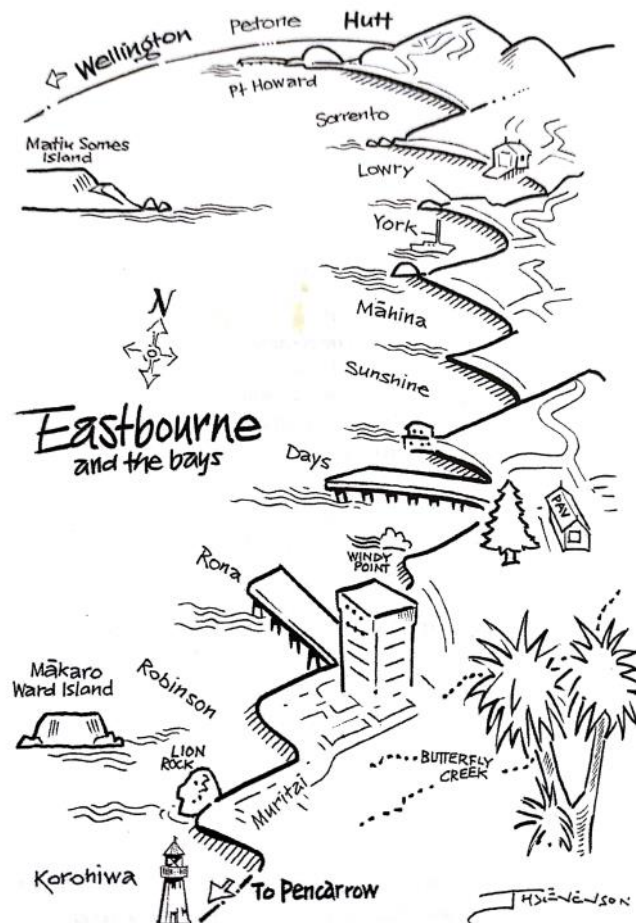 Wellington Petone Hutt
Pt Howard
Sorrento
Matiu Somes
Island
Lowry
York
N
Māhina
Sunshine
Eastbourne
and the bays
Days
PAV
WINDY
POINT
Rona
Mākaro
Ward Island
Robinson
LION
ROCK
BUTTERFLY
CREEK
Muritai
Korohiwa
To Pencarrow